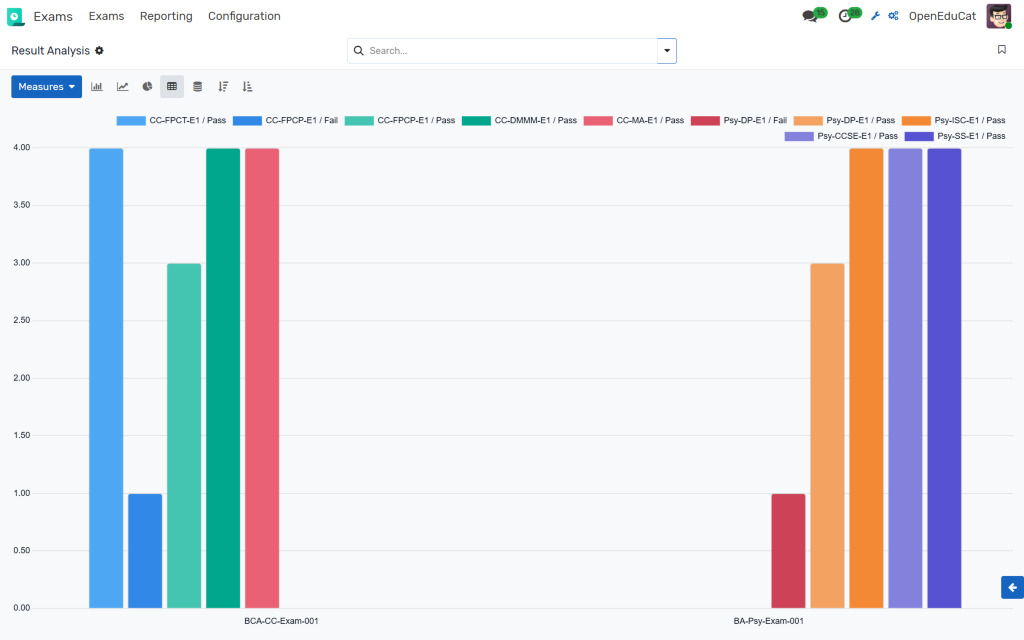 Exams Exams Reporting Configuration 15 28 OpenEduCat
Result Analysis Search...
Measures
CC-FPCT-E1 / Pass CC-FPCP-E1 / Fail CC-FPCP-E1 / Pass CC-DMMM-E1 / Pass CC-MA-E1 / Pass Psy-DP-E1 / Fail Psy-DP-E1 / Pass Psy-ISC-E1 / Pass
Psy-CCSE-E1 / Pass Psy-SS-E1 / Pass
4.00
3.50
3.00
2.50
2.00
1.50
1.00
0.50
0.00
BCA-CC-Exam-001 BA-Psy-Exam-001